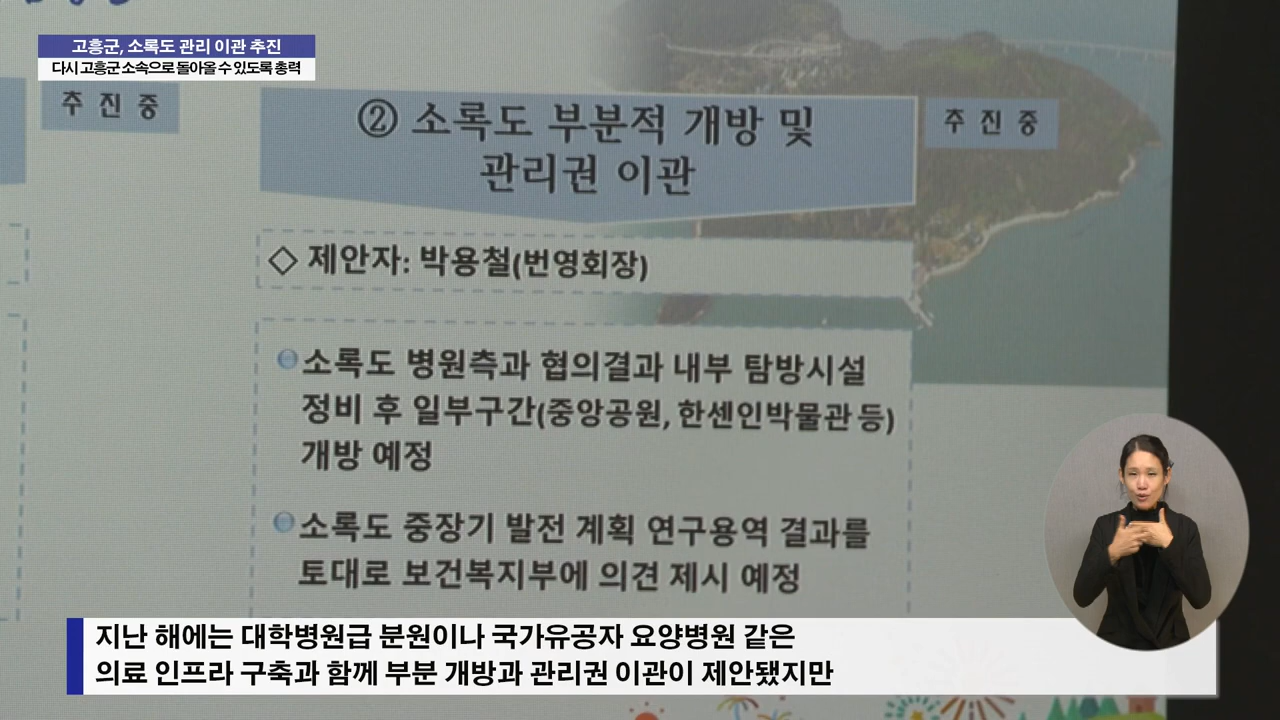 고흥군, 소록도 관리 이관 추진
다시 고흥군 소속으로 돌아올 수 있도록 총력
추 진 중
② 소록도 부분적 개방 및
관리권 이관
추 진 중
◇ 제안자: 박용철(번영회장)
소록도 병원측과 협의결과 내부 탐방시설
정비 후 일부구간(중앙공원, 한센인박물관 등)
개방 예정
소록도 중장기 발전 계획 연구용역 결과를
토대로 보건복지부에 의견 제시 예정
지난 해에는 대학병원급 분원이나 국가유공자 요양병원 같은
의료 인프라 구축과 함께 부분 개방과 관리권 이관이 제안됐지만